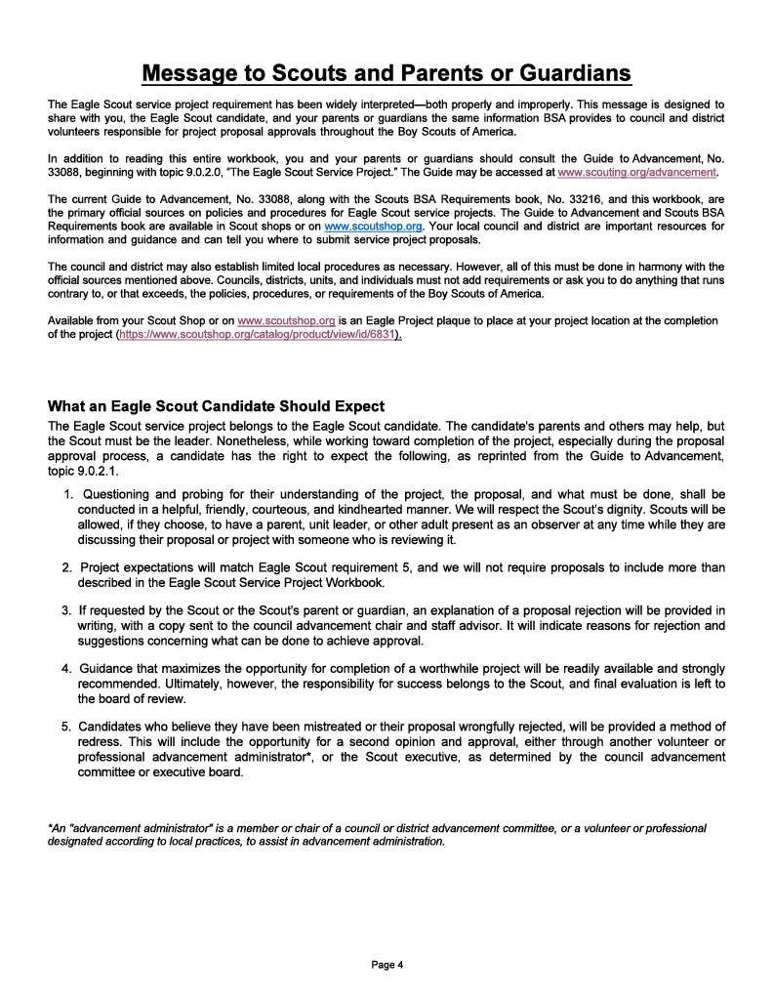 Message to Scouts and Parents or Guardians
The Eagle Scout service project requirement has been widely interpreted—both properly and improperly. This message is designed to
share with you, the Eagle Scout candidate, and your parents or guardians the same information BSA provides to council and district
volunteers responsible for project proposal approvals throughout the Boy Scouts of America.
In addition to reading this entire workbook, you and your parents or guardians should consult the Guide to Advancement, No.
33088, beginning with topic 9.0.2.0, “The Eagle Scout Service Project.” The Guide may be accessed at www.scouting.org/advancement.
The current Guide to Advancement, No. 33088, along with the Scouts BSA Requirements book, No. 33216, and this workbook, are
the primary official sources on policies and procedures for Eagle Scout service projects. The Guide to Advancement and Scouts BSA
Requirements book are available in Scout shops or on www.scoutshop.org. Your local council and district are important resources for
information and guidance and can tell you where to submit service project proposals.
The council and district may also establish limited local procedures as necessary. However, all of this must be done in harmony with the
official sources mentioned above. Councils, districts, units, and individuals must not add requirements or ask you to do anything that runs
contrary to, or that exceeds, the policies, procedures, or requirements of the Boy Scouts of America.
Available from your Scout Shop or on www.scoutshop.org is an Eagle Project plaque to place at your project location at the completion
of the project (https://www.scoutshop.org/catalog/product/view/id/6831).
What an Eagle Scout Candidate Should Expect
The Eagle Scout service project belongs to the Eagle Scout candidate. The candidate's parents and others may help, but
the Scout must be the leader. Nonetheless, while working toward completion of the project, especially during the proposal
approval process, a candidate has the right to expect the following, as reprinted from the Guide to Advancement,
topic 9.0.2.1.
1. Questioning and probing for their understanding of the project, the proposal, and what must be done, shall be
conducted in a helpful, friendly, courteous, and kindhearted manner. We will respect the Scout’s dignity. Scouts will be
allowed, if they choose, to have a parent, unit leader, or other adult present as an observer at any time while they are
discussing their proposal or project with someone who is reviewing it.
2. Project expectations will match Eagle Scout requirement 5, and we will not require proposals to include more than
described in the Eagle Scout Service Project Workbook.
3. If requested by the Scout or the Scout’s parent or guardian, an explanation of a proposal rejection will be provided in
writing, with a copy sent to the council advancement chair and staff advisor. It will indicate reasons for rejection and
suggestions concerning what can be done to achieve approval.
4. Guidance that maximizes the opportunity for completion of a worthwhile project will be readily available and strongly
recommended. Ultimately, however, the responsibility for success belongs to the Scout, and final evaluation is left to
the board of review.
5. Candidates who believe they have been mistreated or their proposal wrongfully rejected, will be provided a method of
redress. This will include the opportunity for a second opinion and approval, either through another volunteer or
professional advancement administrator*, or the Scout executive, as determined by the council advancement
committee or executive board.
*An "advancement administrator" is a member or chair of a council or district advancement committee, or a volunteer or professional
designated according to local practices, to assist in advancement administration.
Page 4